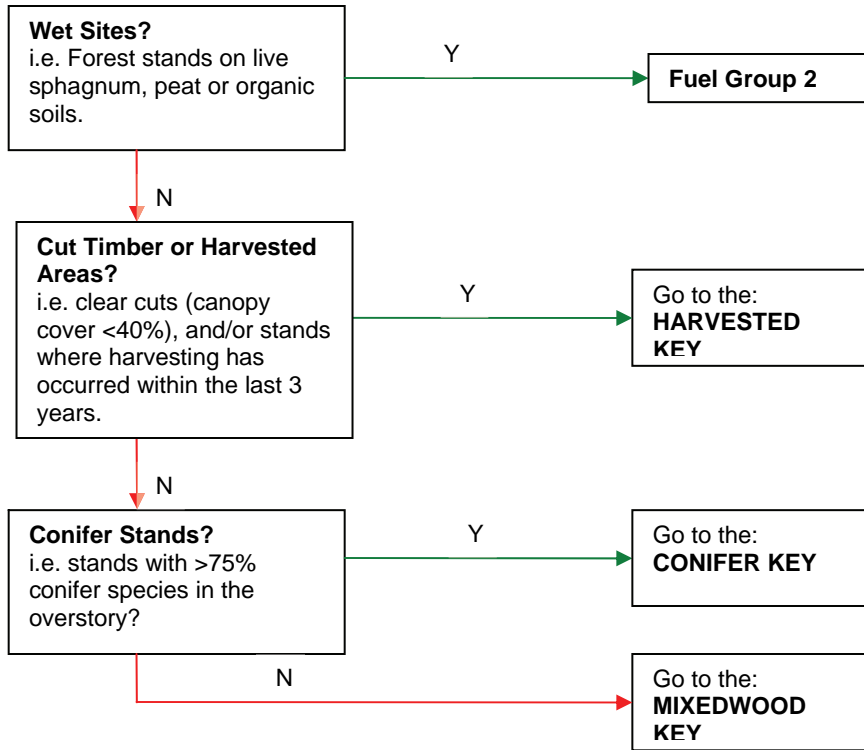 Wet Sites?
i.e. Forest stands on live
sphagnum, peat or organic
soils.
Y
Fuel Group 2
N
Cut Timber or Harvested
Areas?
i.e. clear cuts (canopy
cover <40%), and/or stands
where harvesting has
occurred within the last 3
years.
Y
Go to the:
HARVESTED
KEY
N
Conifer Stands?
i.e. stands with >75%
conifer species in the
overstory?
Y
Go to the:
CONIFER KEY
N
Go to the:
MIXEDWOOD
KEY